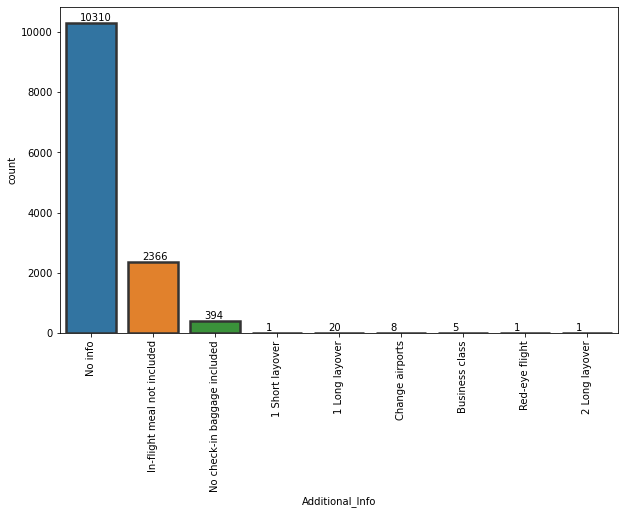 10310
10000
8000
6000
count
4000
2366
2000
394
1
20
8
5
1
1
0
No info
In-flight meal not included
No check-in baggage included
1 Short layover
1 Long layover
Change airports
Business class
Red-eye flight
2 Long layover
Additional_Info